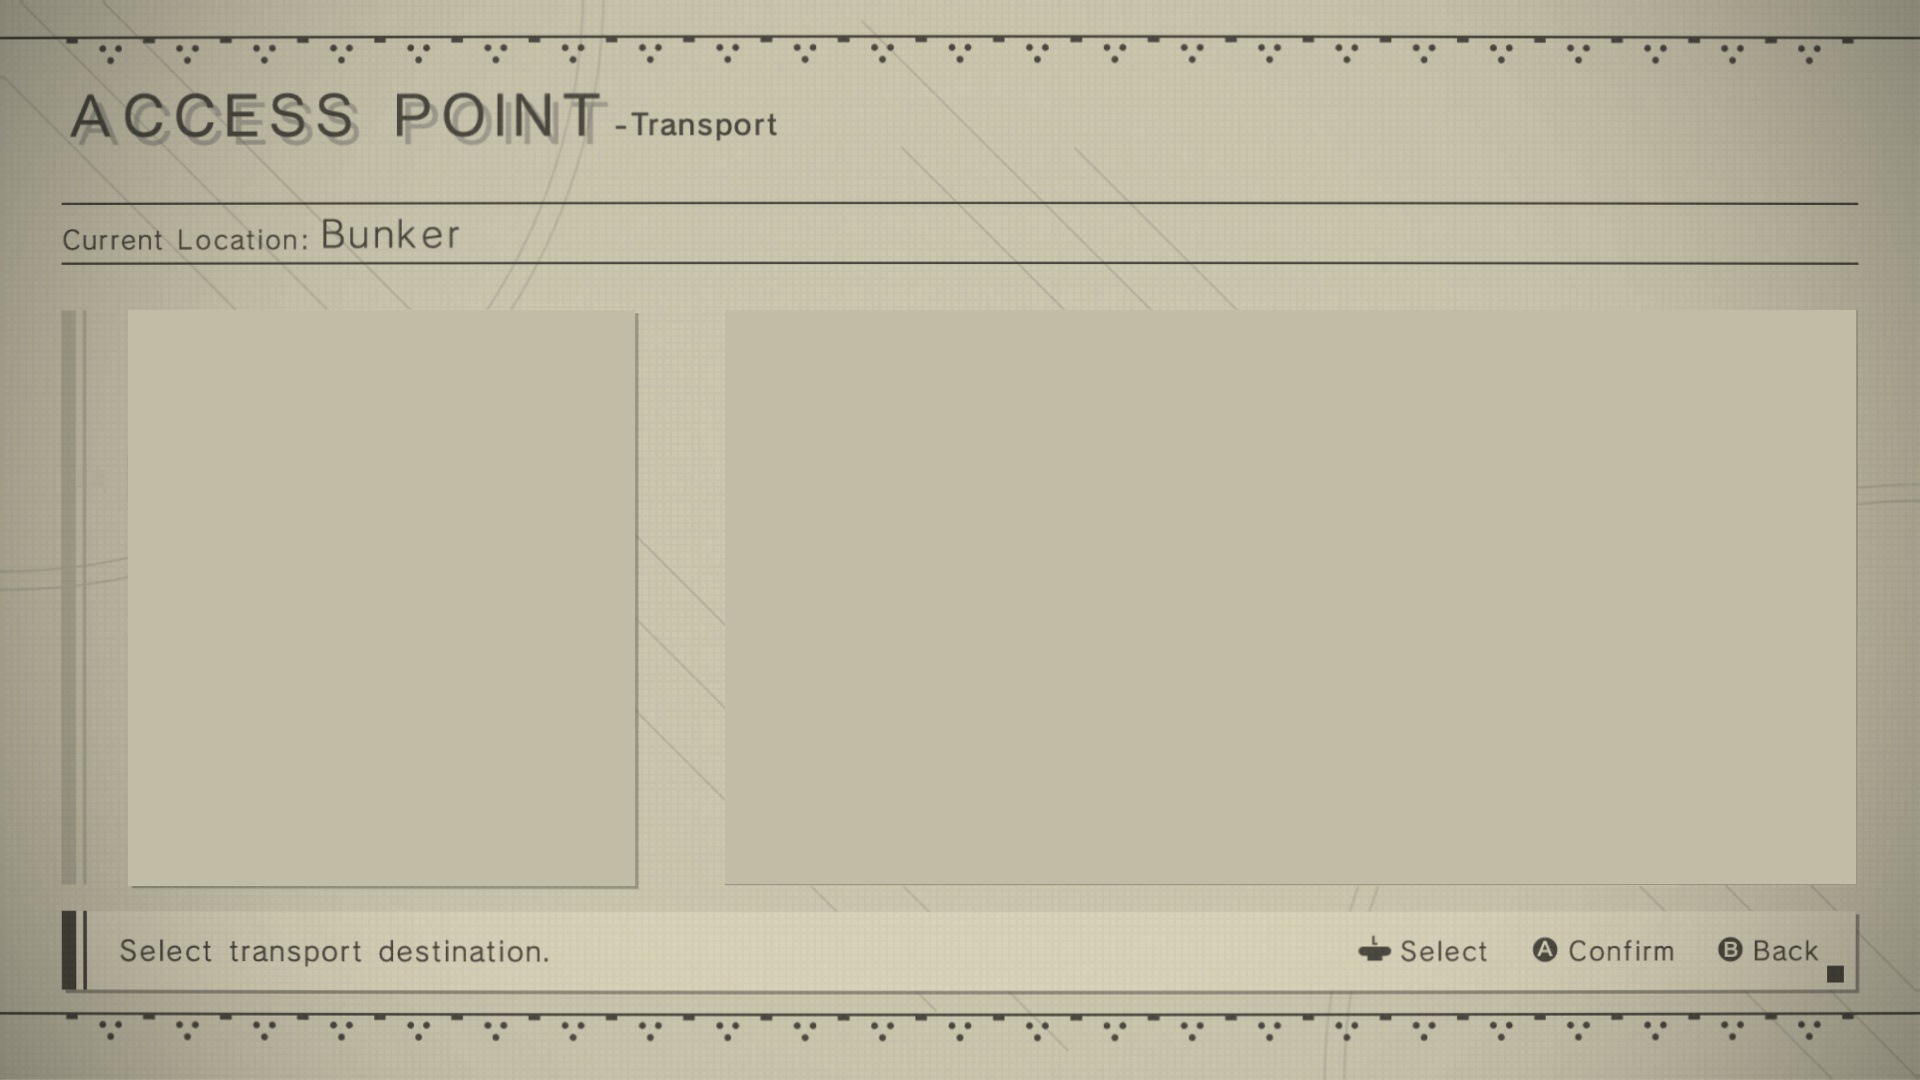 ACCESS POINT -Transport
Current Location: Bunker
Select transport destination.
L Select A Confirm B Back